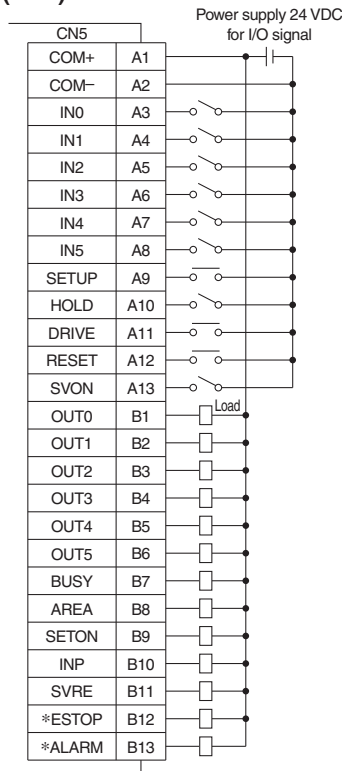 Power supply 24 VDC
for I/O signal
CN5
COM+ A1
COM– A2
IN0 A3
IN1 A4
IN2 A5
IN3 A6
IN4 A7
IN5 A8
SETUP A9
HOLD A10
DRIVE A11
RESET A12
SVON A13
OUT0 B1 Load
OUT1 B2
OUT2 B3
OUT3 B4
OUT4 B5
OUT5 B6
BUSY B7
AREA B8
SETON B9
INP B10
SVRE B11
*ESTOP B12
*ALARM B13